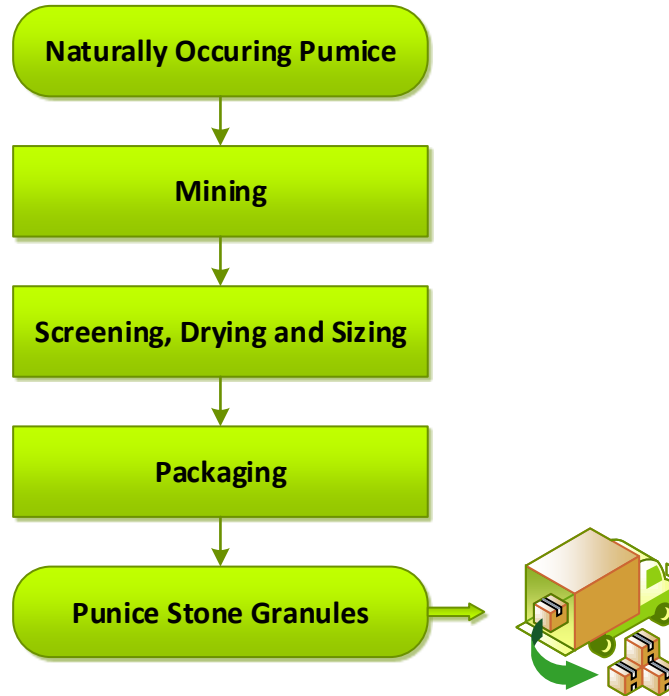 Naturally Occuring Pumice
Mining
Screening, Drying and Sizing
Packaging
Punice Stone Granules